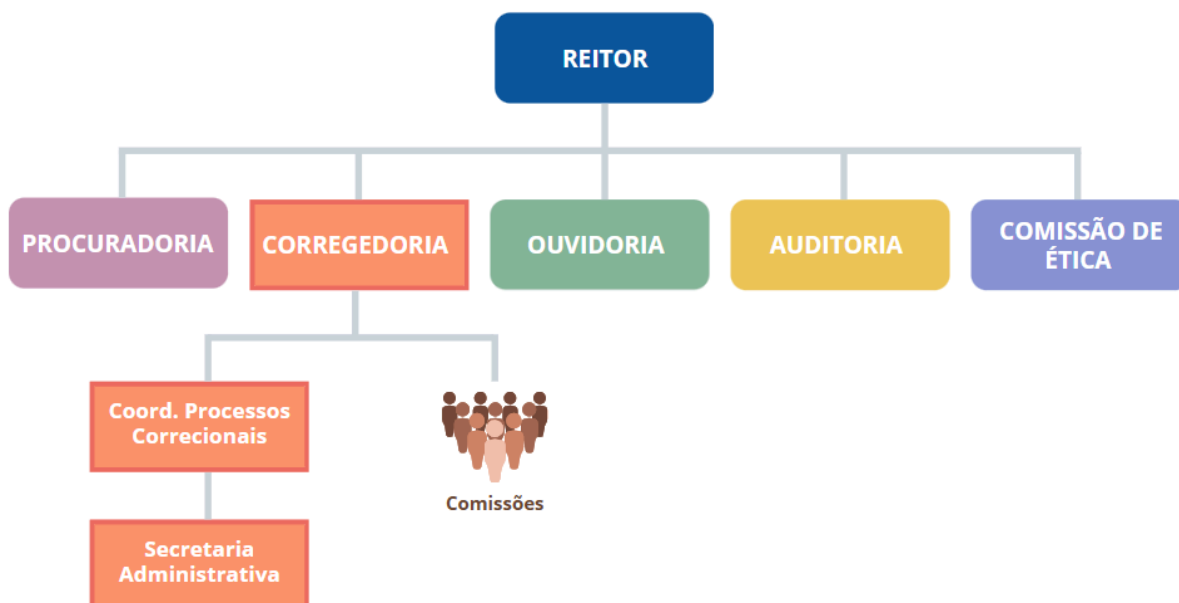 REITOR
PROCURADORIA
CORREGEDORIA
OUVIDORIA
AUDITORIA
COMISSÃO DE
ÉTICA
Coord. Processos
Correcionais
Comissões
Secretaria
Administrativa